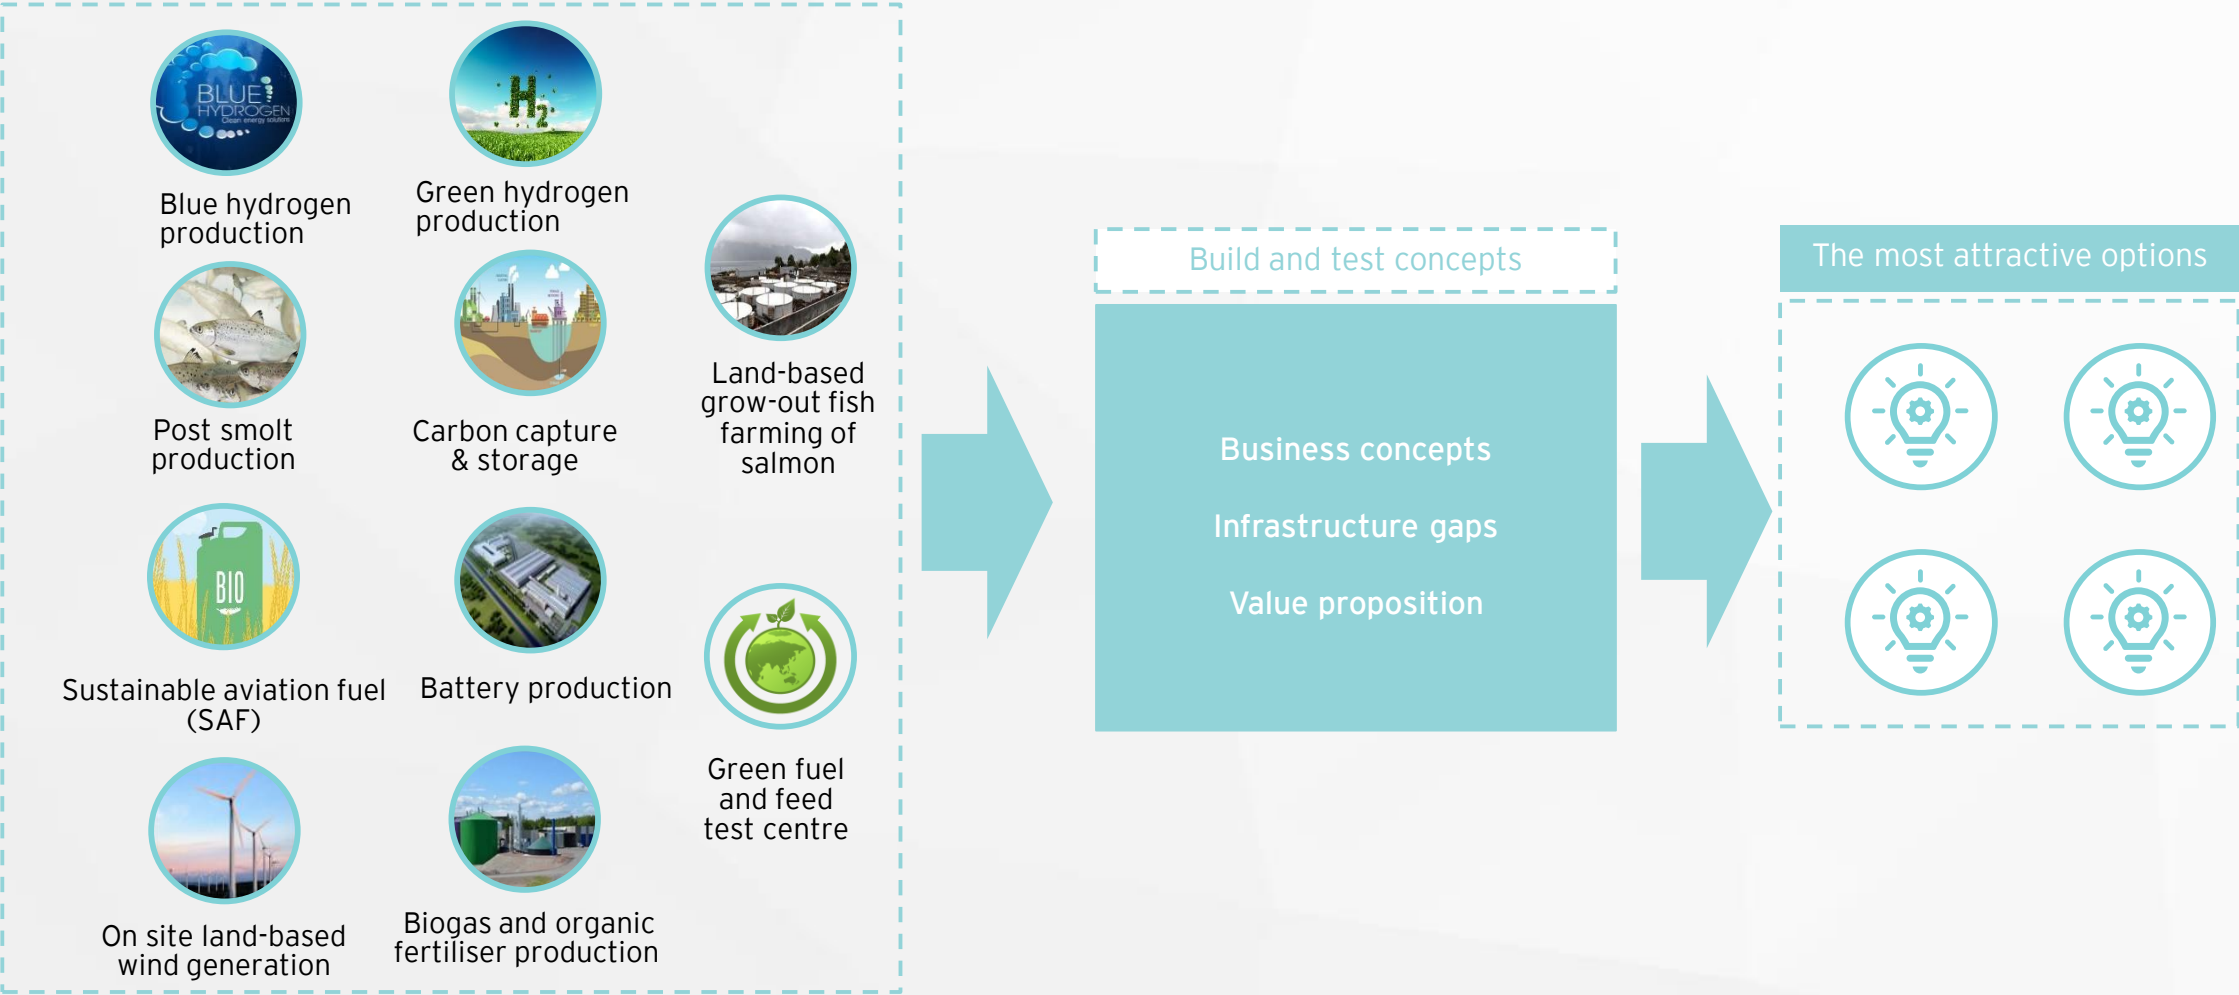 BLUE
HYDROGEN
Clean energy solutions
Blue hydrogen
production
H2
Green hydrogen
production
Post smolt
production
Carbon capture
& storage
Land-based
grow-out fish
farming of
salmon
BIO
Sustainable aviation fuel
(SAF)
Battery production
Green fuel
and feed
test centre
On site land-based
wind generation
Biogas and organic
fertiliser production
Build and test concepts
Business concepts
Infrastructure gaps
Value proposition
The most attractive options